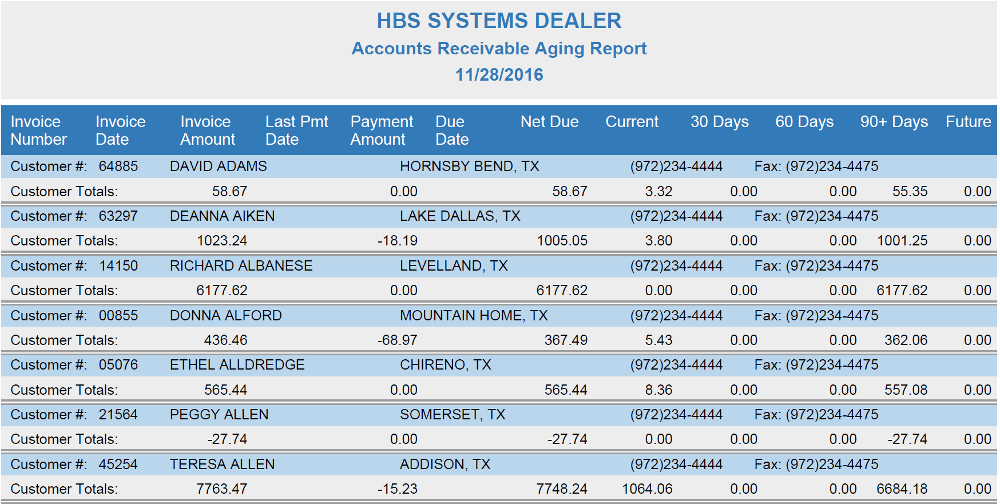 HBS SYSTEMS DEALER
Accounts Receivable Aging Report
11/28/2016
Invoice Number Invoice Date Invoice Amount Last Pmt Date Payment Amount Due Date Net Due Current 30 Days 60 Days 90+ Days Future
Customer #: 64885 DAVID ADAMS HORNSBY BEND, TX (972)234-4444 Fax: (972)234-4475
Customer Totals: 58.67 0.00 58.67 3.32 0.00 0.00 55.35 0.00
Customer #: 63297 DEANNA AIKEN LAKE DALLAS, TX (972)234-4444 Fax: (972)234-4475
Customer Totals: 1023.24 -18.19 1005.05 3.80 0.00 0.00 1001.25 0.00
Customer #: 14150 RICHARD ALBANESE LEVELLAND, TX (972)234-4444 Fax: (972)234-4475
Customer Totals: 6177.62 0.00 6177.62 0.00 0.00 0.00 6177.62 0.00
Customer #: 00855 DONNA ALFORD MOUNTAIN HOME, TX (972)234-4444 Fax: (972)234-4475
Customer Totals: 436.46 -68.97 367.49 5.43 0.00 0.00 362.06 0.00
Customer #: 05076 ETHEL ALLDREDGE CHIRENO, TX (972)234-4444 Fax: (972)234-4475
Customer Totals: 565.44 0.00 565.44 8.36 0.00 0.00 557.08 0.00
Customer #: 21564 PEGGY ALLEN SOMERSET, TX (972)234-4444 Fax: (972)234-4475
Customer Totals: -27.74 0.00 -27.74 0.00 0.00 0.00 -27.74 0.00
Customer #: 45254 TERESA ALLEN ADDISON, TX (972)234-4444 Fax: (972)234-4475
Customer Totals: 7763.47 -15.23 7748.24 1064.06 0.00 0.00 6684.18 0.00